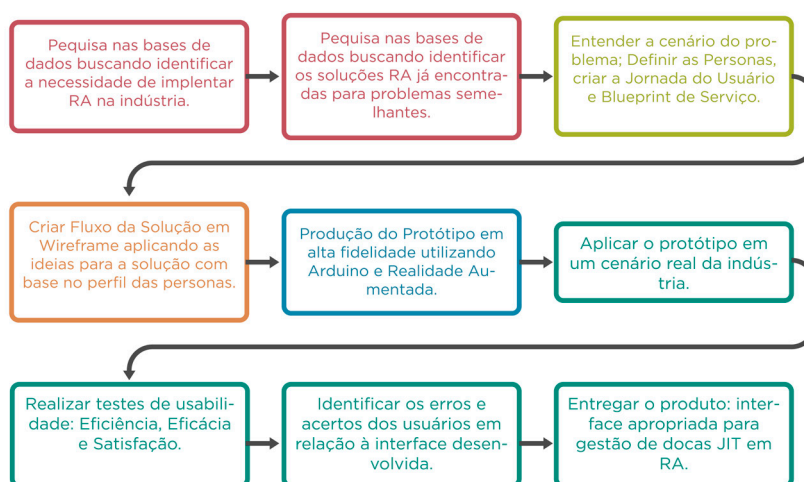 Pequisa nas bases de
dados buscando identificar
a necessidade de implentar
RA na indústria.
Pequisa nas bases de
dados buscando identificar
os soluções RA já encontra-
das para problemas seme-
lhantes.
Entender a cenário do pro-
blema; Definir as Personas,
criar a Jornada do Usuário
e Blueprint de Serviço.
Criar Fluxo da Solução em
Wireframe aplicando as
ideias para a solução com
base no perfil das personas.
Produção do Protótipo em
alta fidelidade utilizando
Arduino e Realidade Au-
mentada.
Aplicar o protótipo em
um cenário real da indús-
tria.
Realizar testes de usabili-
dade: Eficiência, Eficácia
e Satisfação.
Identificar os erros e
acertos dos usuários em
relação à interface desen-
volvida.
Entregar o produto: inter-
face apropriada para
gestão de docas JIT em
RA.